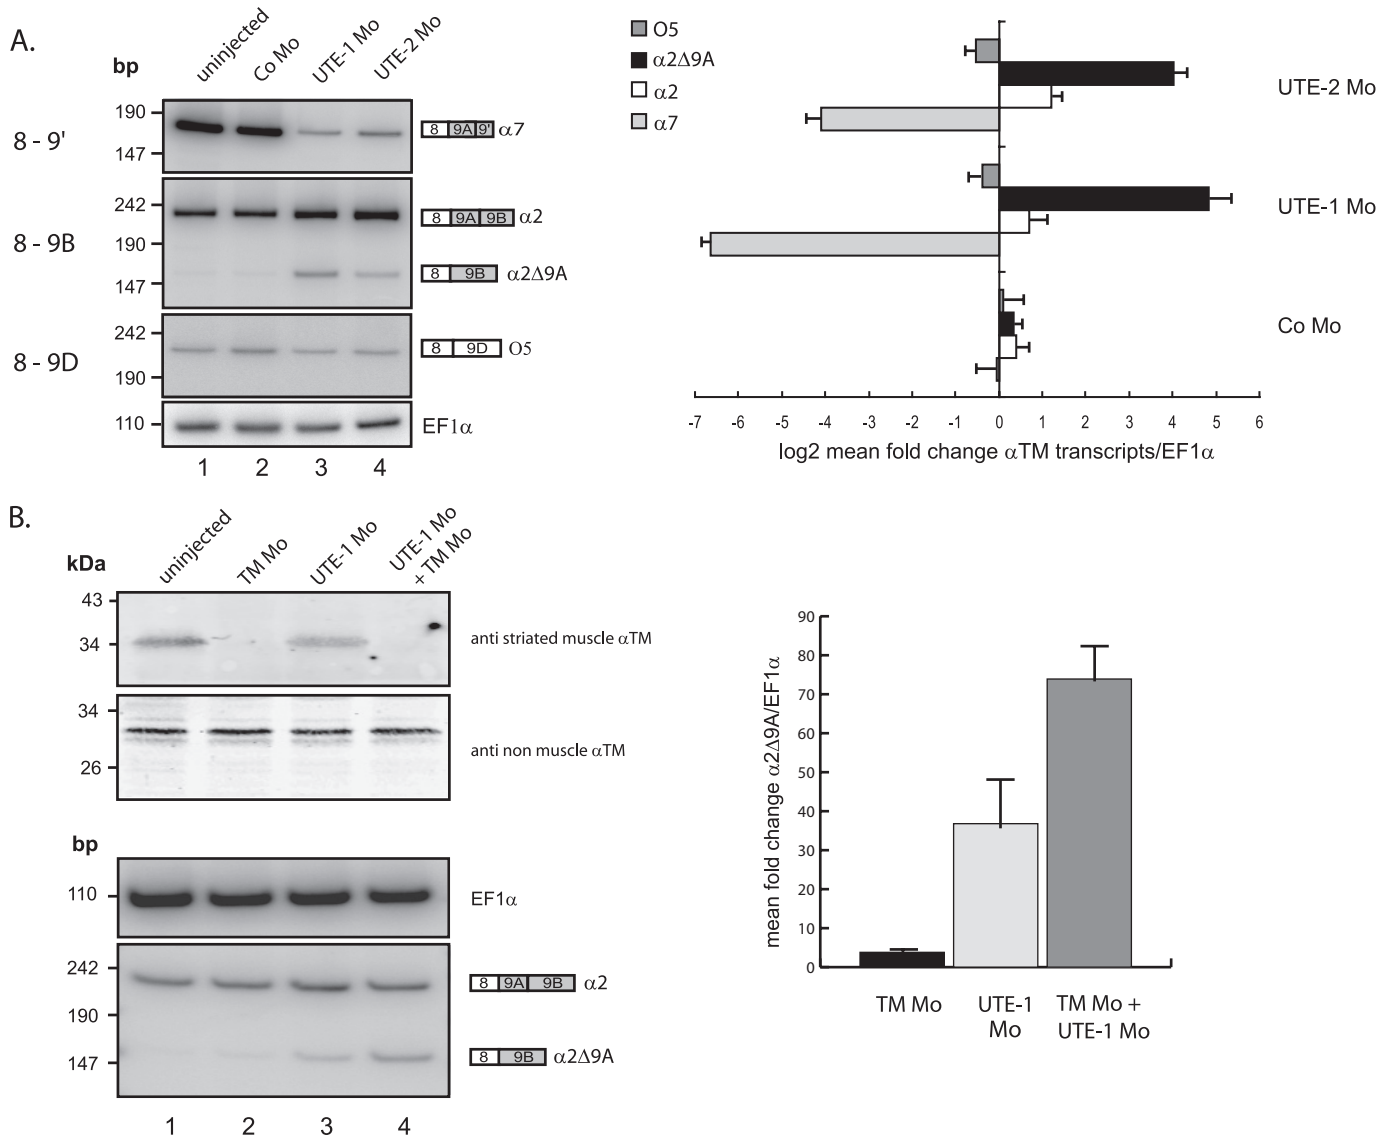 A.
bp
uninjected
Co Mo
UTE-1 Mo
UTE-2 Mo
8 - 9'
190
147
8 9A 9' α7
8 - 9B
242
190
147
8 9A 9B α2
8 9B α2Δ9A
8 - 9D
242
190
8 9D O5
110
EF1α
1 2 3 4
O5
α2Δ9A
α2
α7
UTE-2 Mo
UTE-1 Mo
Co Mo
-7 -6 -5 -4 -3 -2 -1 0 1 2 3 4 5 6
log2 mean fold change αTM transcripts/EF1α
B.
kDa
uninjected
TM Mo
UTE-1 Mo
UTE-1 Mo
+ TM Mo
43
34
anti striated muscle αTM
34
26
anti non muscle αTM
bp
110
EF1α
242
190
147
8 9A 9B α2
8 9B α2Δ9A
1 2 3 4
mean fold change α2Δ9A/EF1α
90
80
70
60
50
40
30
20
10
0
TM Mo
UTE-1
Mo
TM Mo +
UTE-1 Mo